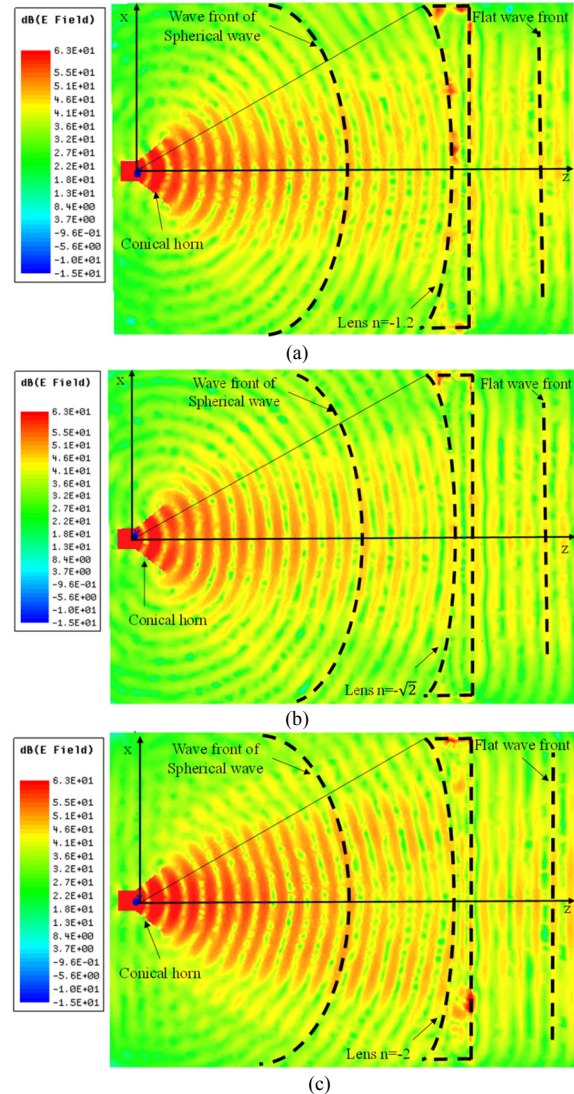 dB(E Field)
6.3E+01
5.5E+01
5.1E+01
4.6E+01
4.1E+01
3.6E+01
3.2E+01
2.7E+01
2.2E+01
1.8E+01
1.3E+01
8.4E+00
3.7E+00
-9.6E-01
-5.6E+00
-1.0E+01
-1.5E+01
x
Wave front of
Spherical wave
Flat wave front
z
Conical horn
Lens n=-1.2
(a)
dB(E Field)
6.3E+01
5.5E+01
5.1E+01
4.6E+01
4.1E+01
3.6E+01
3.2E+01
2.7E+01
2.2E+01
1.8E+01
1.3E+01
8.4E+00
3.7E+00
-9.6E-01
-5.6E+00
-1.0E+01
-1.5E+01
x
Wave front of
Spherical wave
Flat wave front
z
Conical horn
Lens n=-√2
(b)
dB(E Field)
6.3E+01
5.5E+01
5.1E+01
4.6E+01
4.1E+01
3.6E+01
3.2E+01
2.7E+01
2.2E+01
1.8E+01
1.3E+01
8.4E+00
3.7E+00
-9.6E-01
-5.6E+00
-1.0E+01
-1.5E+01
x
Wave front of
Spherical wave
Flat wave front
z
Conical horn
Lens n=-2
(c)